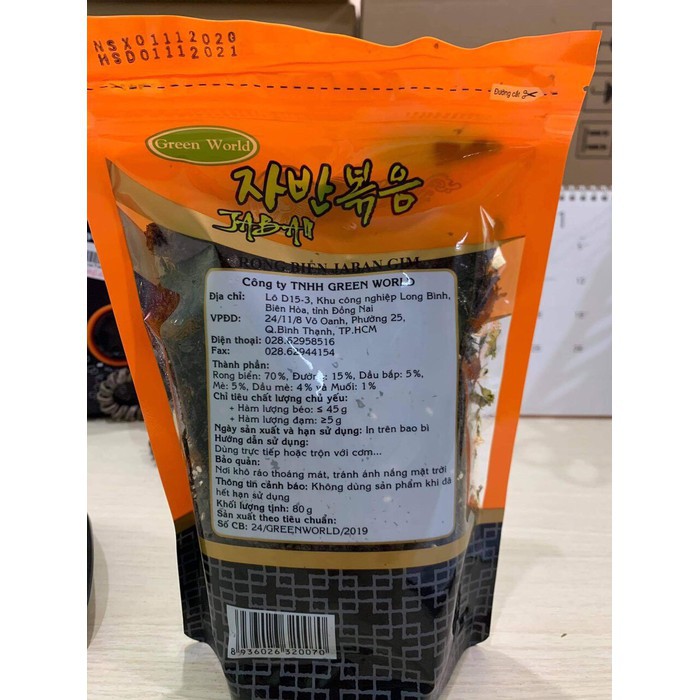 NSX01112020
HSD01112021
Đường cắt
Green World
자반볶음
JABAN
RONG BIỂN JABAN GIM
Công ty TNHH GREEN WORLD
Địa chỉ: Lô D15-3, Khu công nghiệp Long Bình,
Biên Hòa, tỉnh Đồng Nai
VPĐD: 24/11/8 Võ Oanh, Phường 25,
Q.Bình Thạnh, TP.HCM
Điện thoại: 028.62958516
Fax: 028.62944154
Thành phần:
Rong biển: 70%, Đường: 15%, Dầu bắp: 5%,
Mè: 5%, Dầu mè: 4% và Muối: 1%
Chỉ tiêu chất lượng chủ yếu:
+ Hàm lượng béo: ≤ 45 g
+ Hàm lượng đạm: ≥5 g
Ngày sản xuất và hạn sử dụng: In trên bao bì
Hướng dẫn sử dụng:
Dùng trực tiếp hoặc trộn với cơm...
Bảo quản:
Nơi khô ráo thoáng mát, tránh ánh nắng mặt trời
Thông tin cảnh báo: Không dùng sản phẩm khi đã
hết hạn sử dụng
Khối lượng tịnh: 80 g
Sản xuất theo tiêu chuẩn:
Số CB: 24/GREENWORLD/2019
8 936026 320070